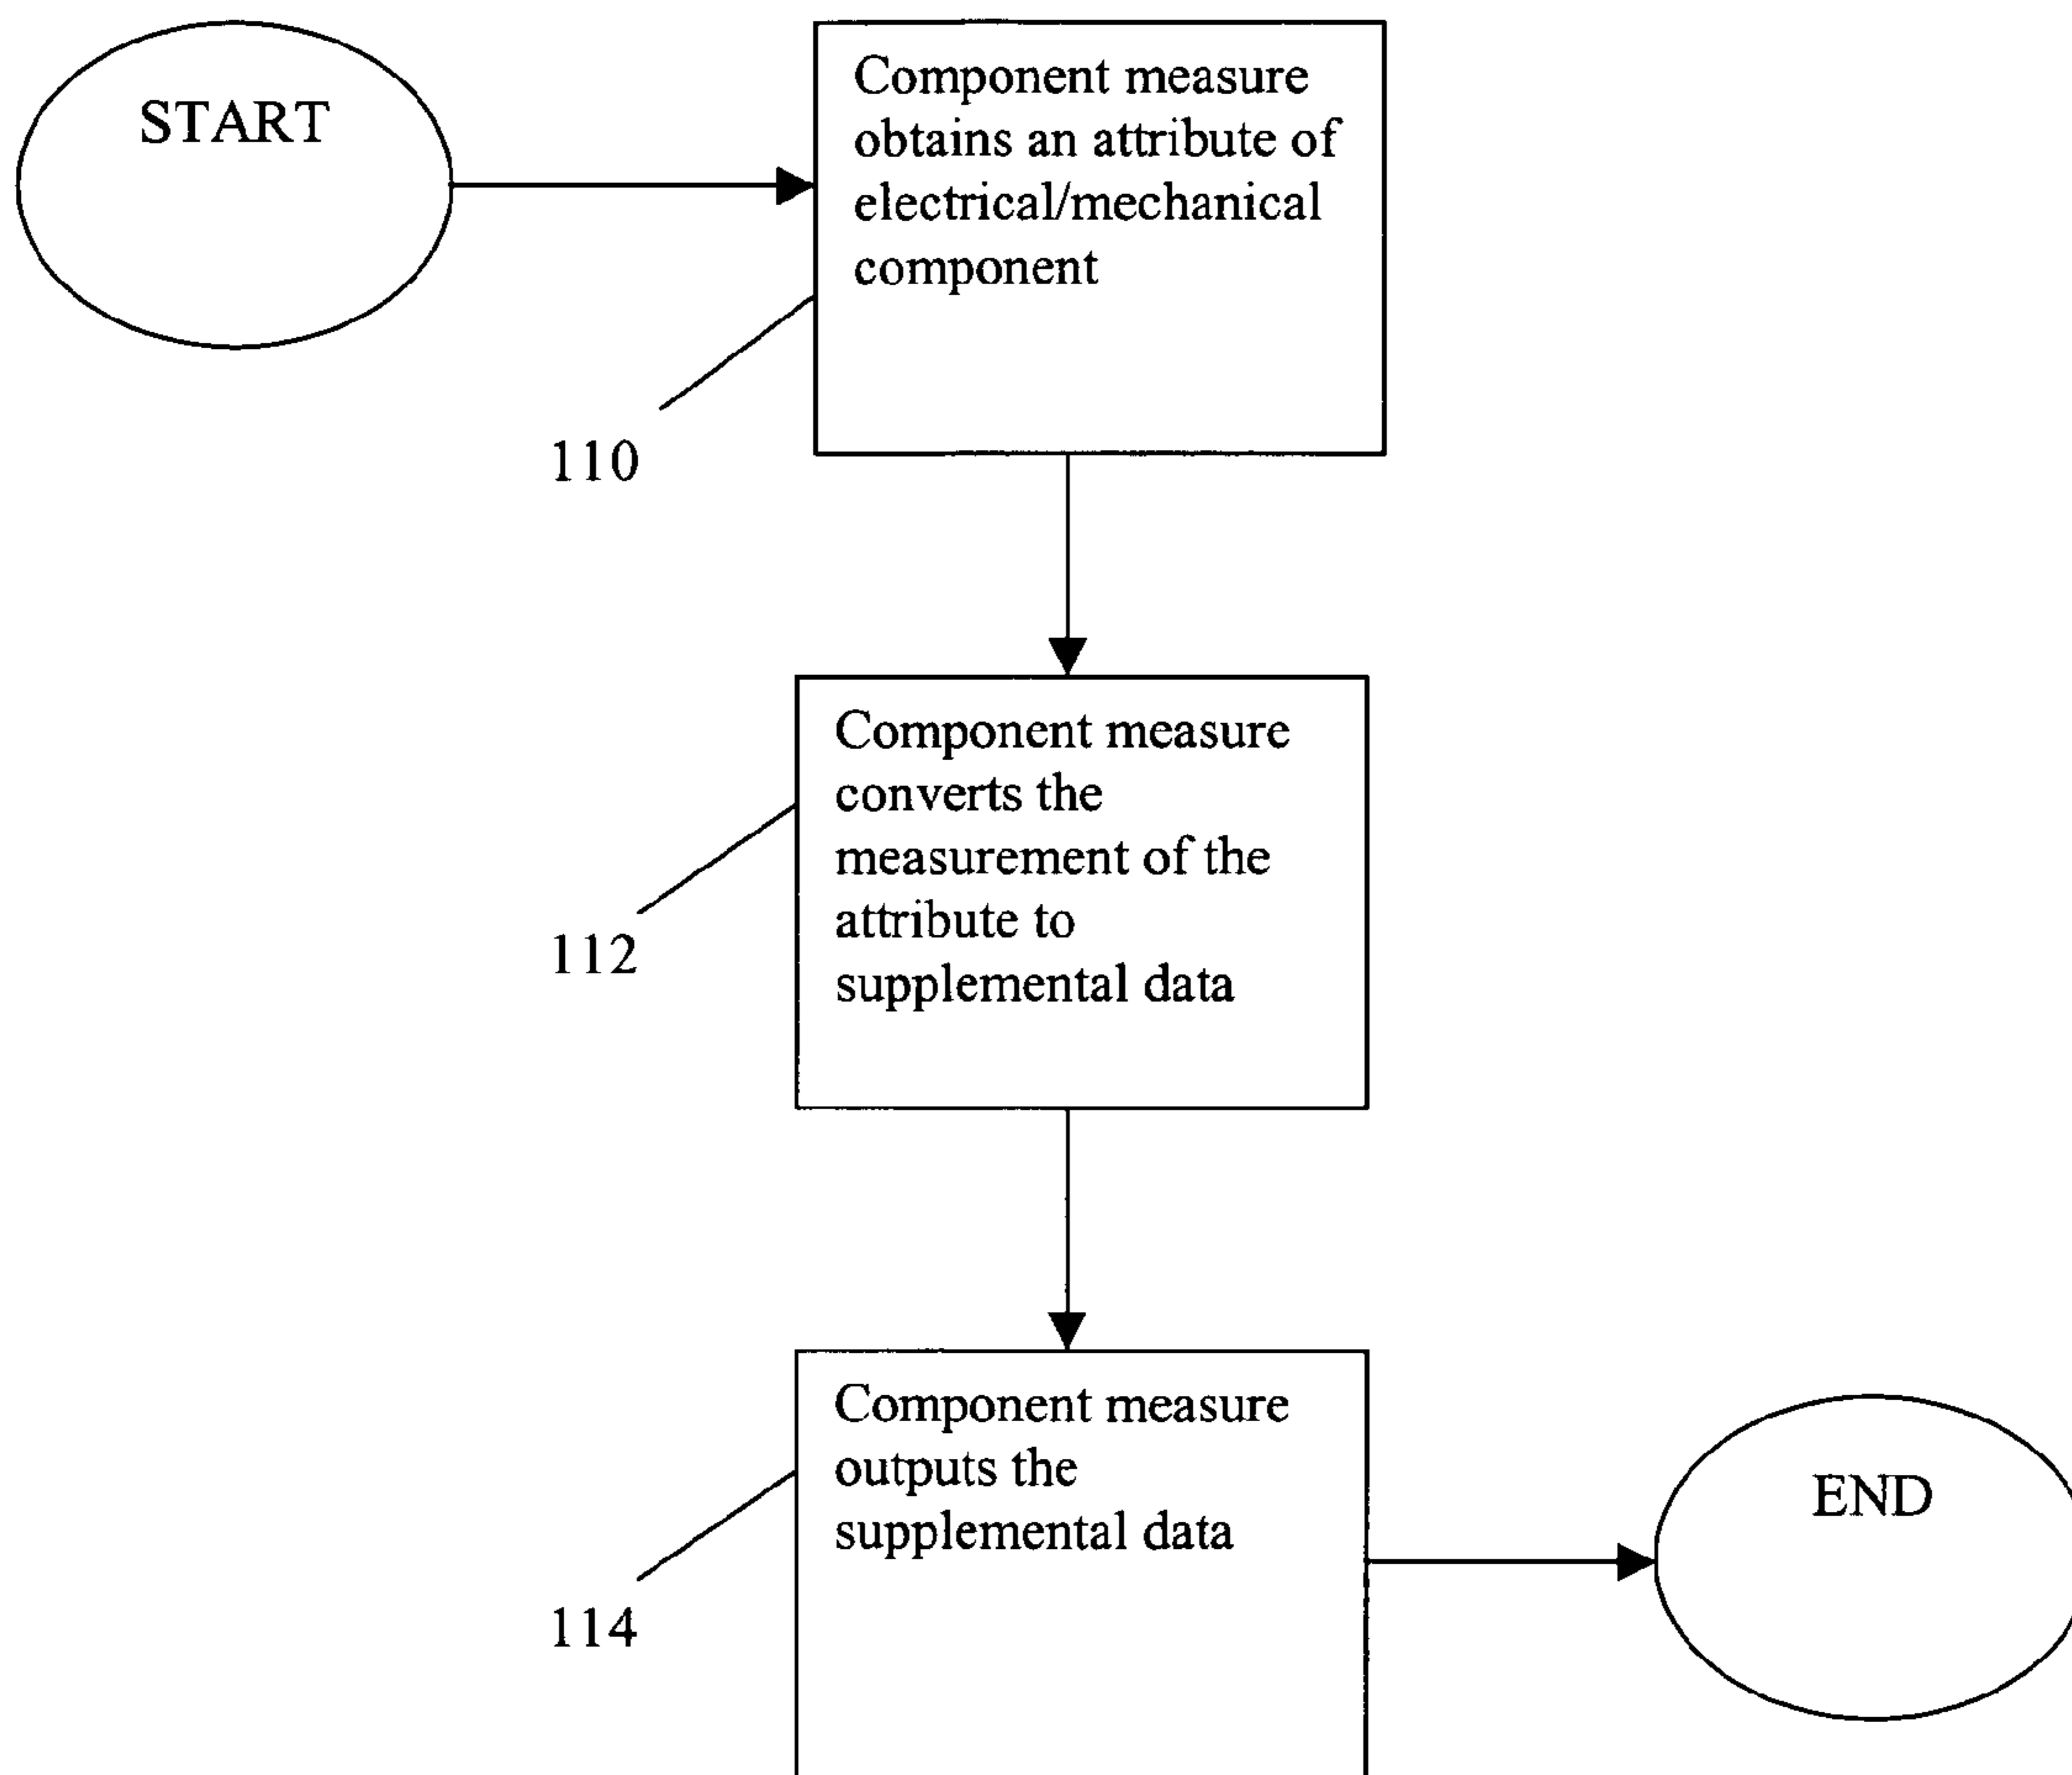 START
Component measure
obtains an attribute of
electrical/mechanical
component
110
Component measure
converts the
measurement of the
attribute to
supplemental data
112
Component measure
outputs the
supplemental data
114
END